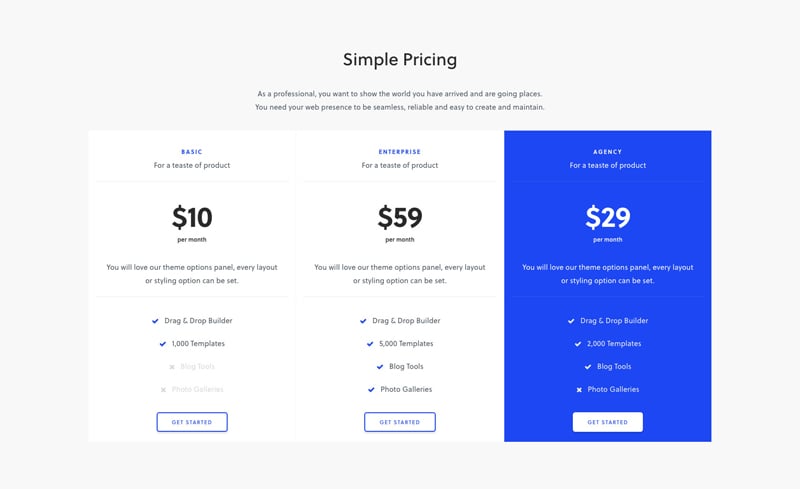 Simple Pricing
As a professional, you want to show the world you have arrived and are going places.
You need your web presence to be seamless, reliable and easy to create and maintain.
BASIC
For a teaste of product
$10
per month
You will love our theme options panel, every layout
or styling option can be set.
Drag & Drop Builder
1,000 Templates
Blog Tools
Photo Galleries
GET STARTED
ENTERPRISE
For a teaste of product
$59
per month
You will love our theme options panel, every layout
or styling option can be set.
Drag & Drop Builder
5,000 Templates
Blog Tools
Photo Galleries
GET STARTED
AGENCY
For a teaste of product
$29
per month
You will love our theme options panel, every layout
or styling option can be set.
Drag & Drop Builder
2,000 Templates
Blog Tools
Photo Galleries
GET STARTED